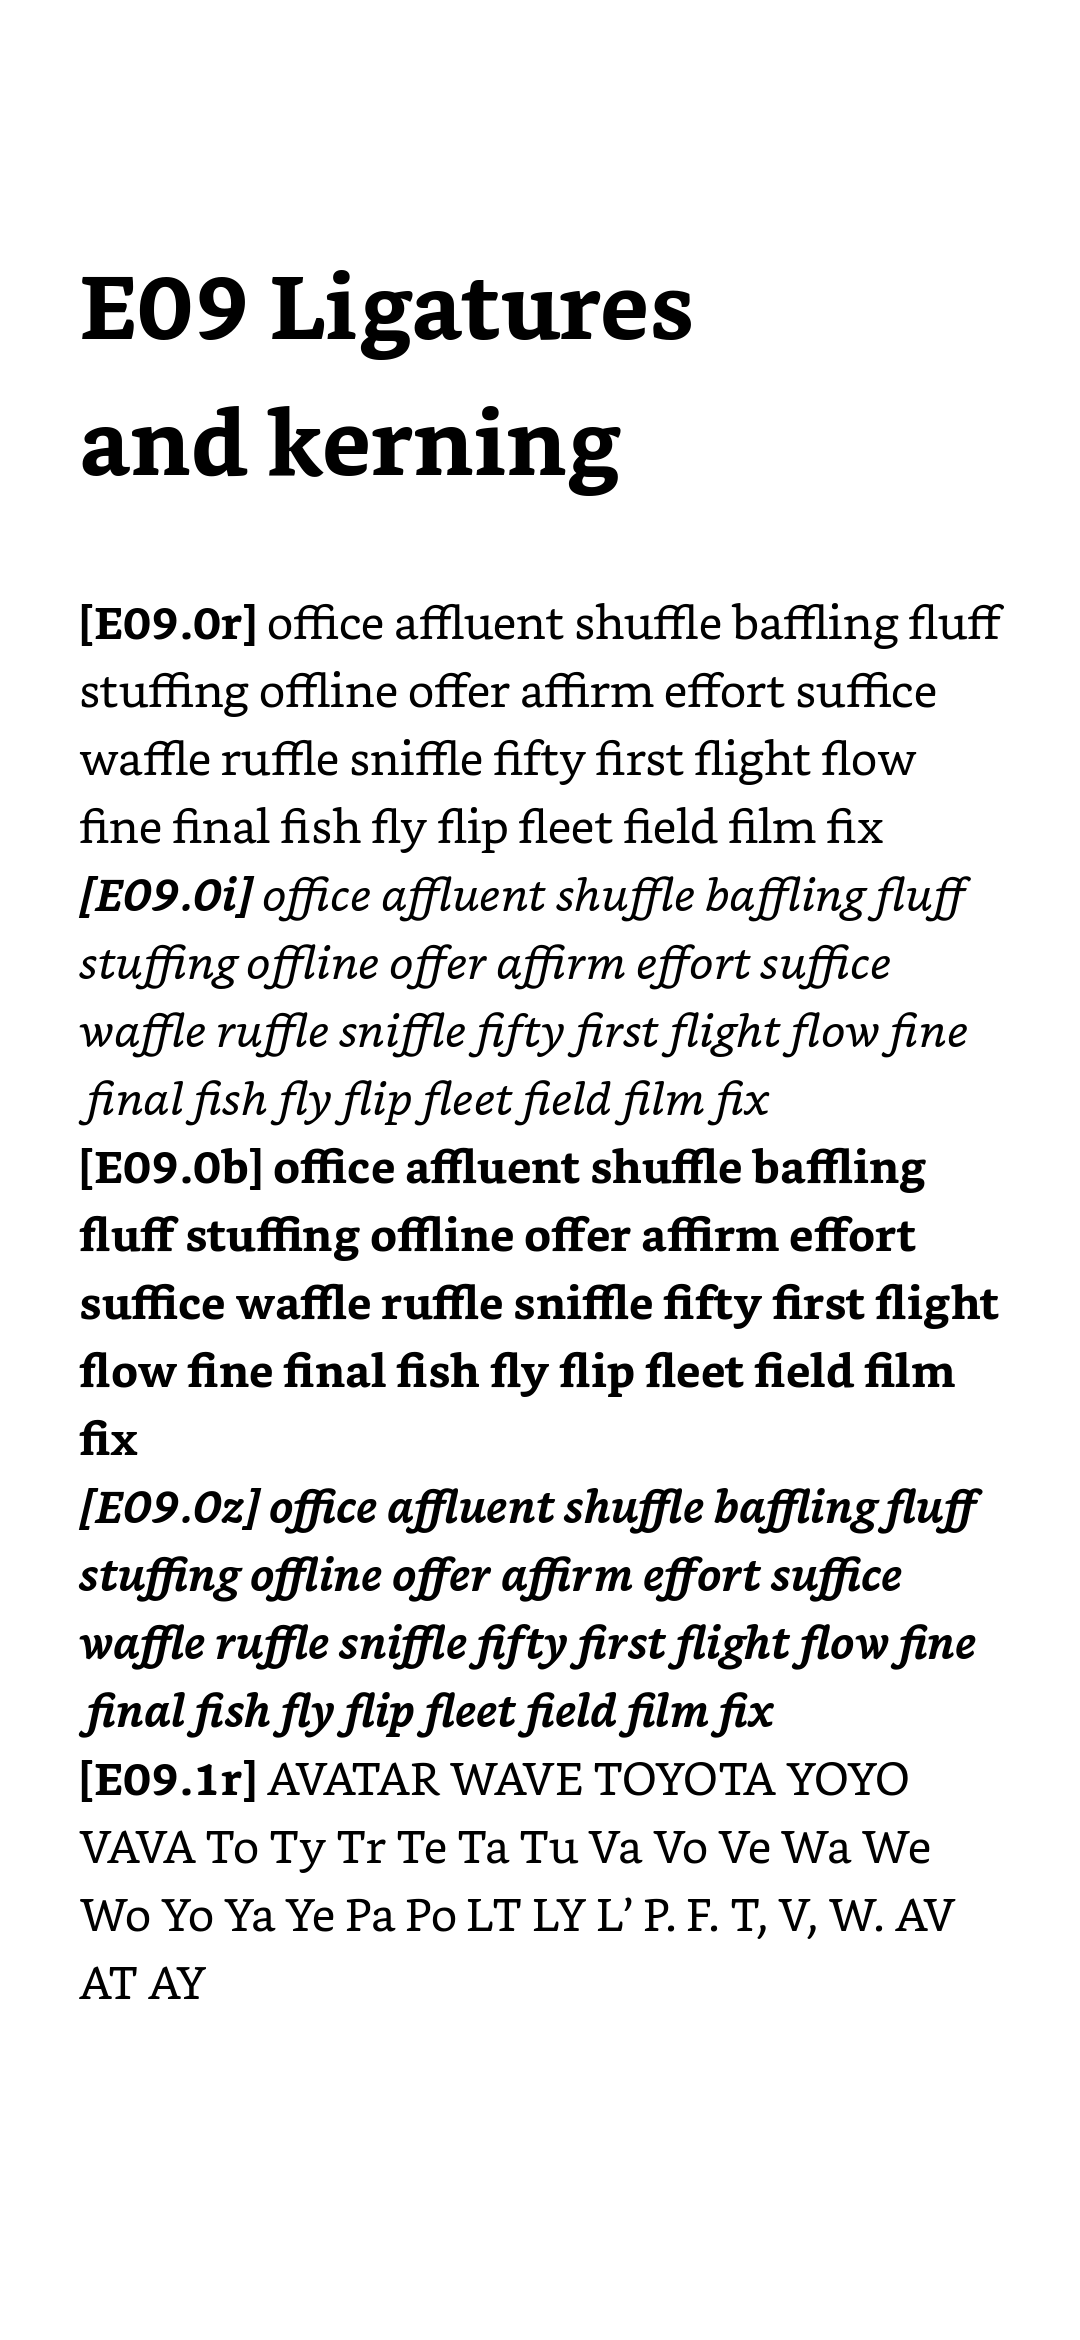 E09 Ligatures
and kerning
[E09.0r] office affluent shuffle baffling fluff
stuffing offline offer affirm effort suffice
waffle ruffle sniffle fifty first flight flow
fine final fish fly flip fleet field film fix
[E09.0i] office affluent shuffle baffling fluff
stuffing offline offer affirm effort suffice
waffle ruffle sniffle fifty first flight flow fine
final fish fly flip fleet field film fix
[E09.0b] office affluent shuffle baffling
fluff stuffing offline offer affirm effort
suffice waffle ruffle sniffle fifty first flight
flow fine final fish fly flip fleet field film
fix
[E09.0z] office affluent shuffle baffling fluff
stuffing offline offer affirm effort suffice
waffle ruffle sniffle fifty first flight flow fine
final fish fly flip fleet field film fix
[E09.1r] AVATAR WAVE TOYOTA YOYO
VAVA To Ty Tr Te Ta Tu Va Vo Ve Wa We
Wo Yo Ya Ye Pa Po LT LY L’ P. F. T, V, W. AV
AT AY